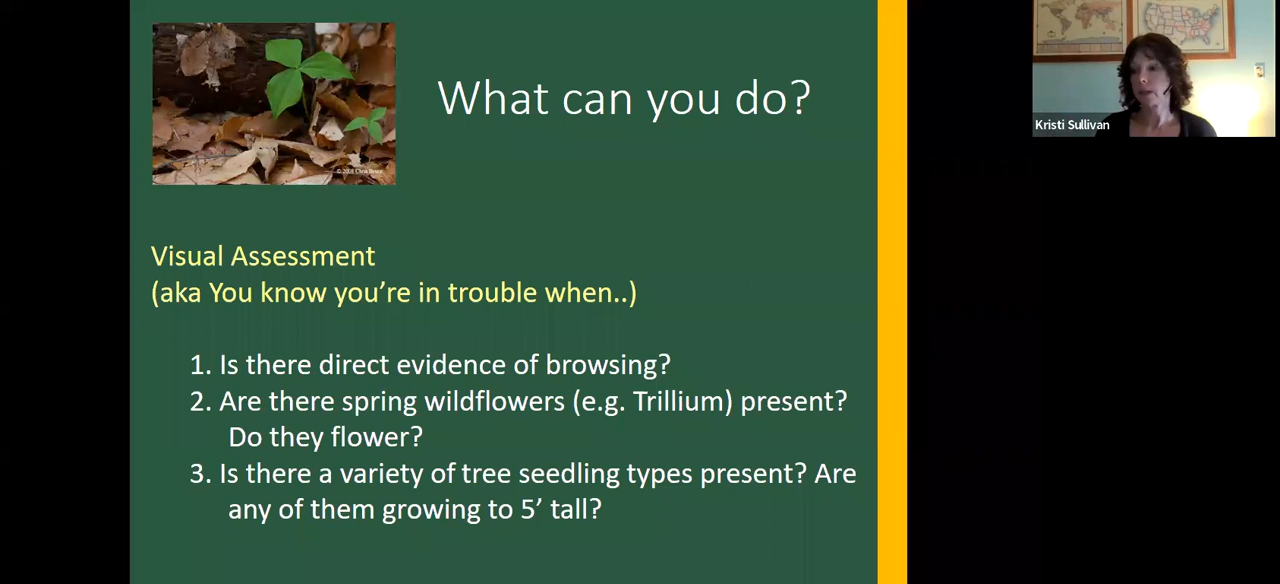 What can you do?
Kristi Sullivan
Visual Assessment
(aka You know you’re in trouble when..)
1. Is there direct evidence of browsing?
2. Are there spring wildflowers (e.g. Trillium) present?
Do they flower?
3. Is there a variety of tree seedling types present? Are
any of them growing to 5’ tall?